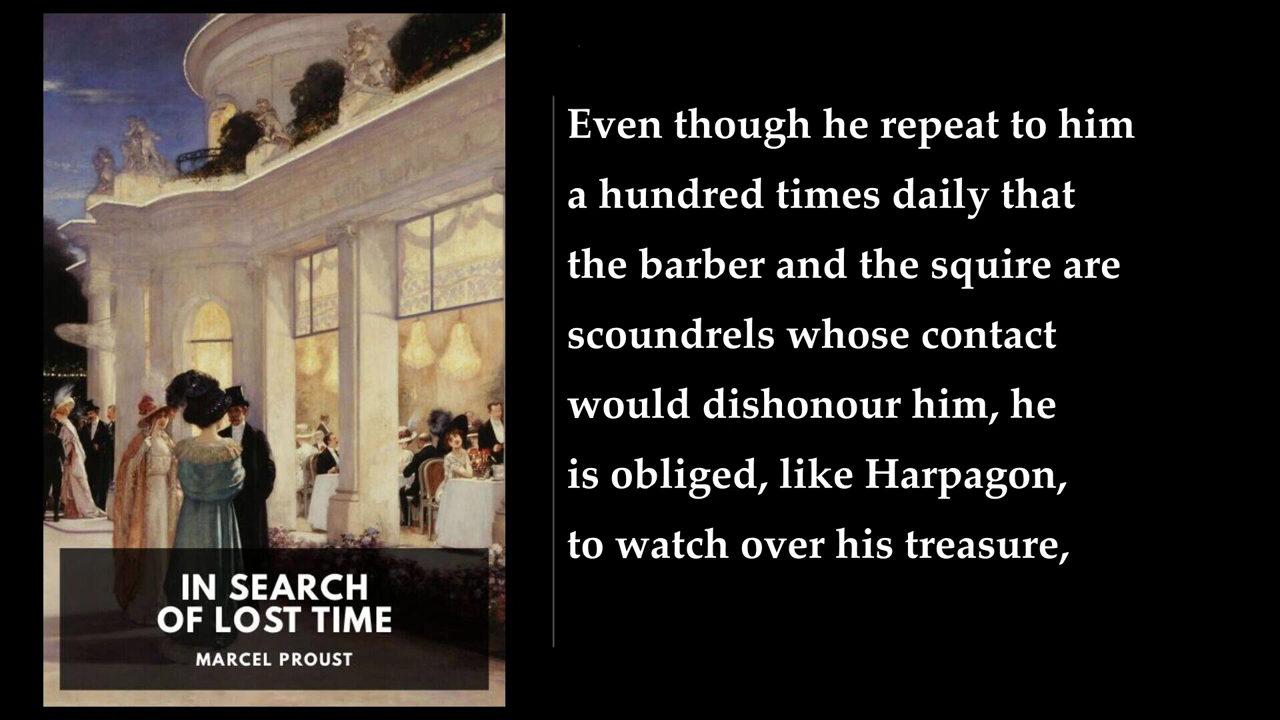 IN SEARCH
OF LOST TIME
MARCEL PROUST
Even though he repeat to him
a hundred times daily that
the barber and the squire are
scoundrels whose contact
would dishonour him, he
is obliged, like Harpagon,
to watch over his treasure,